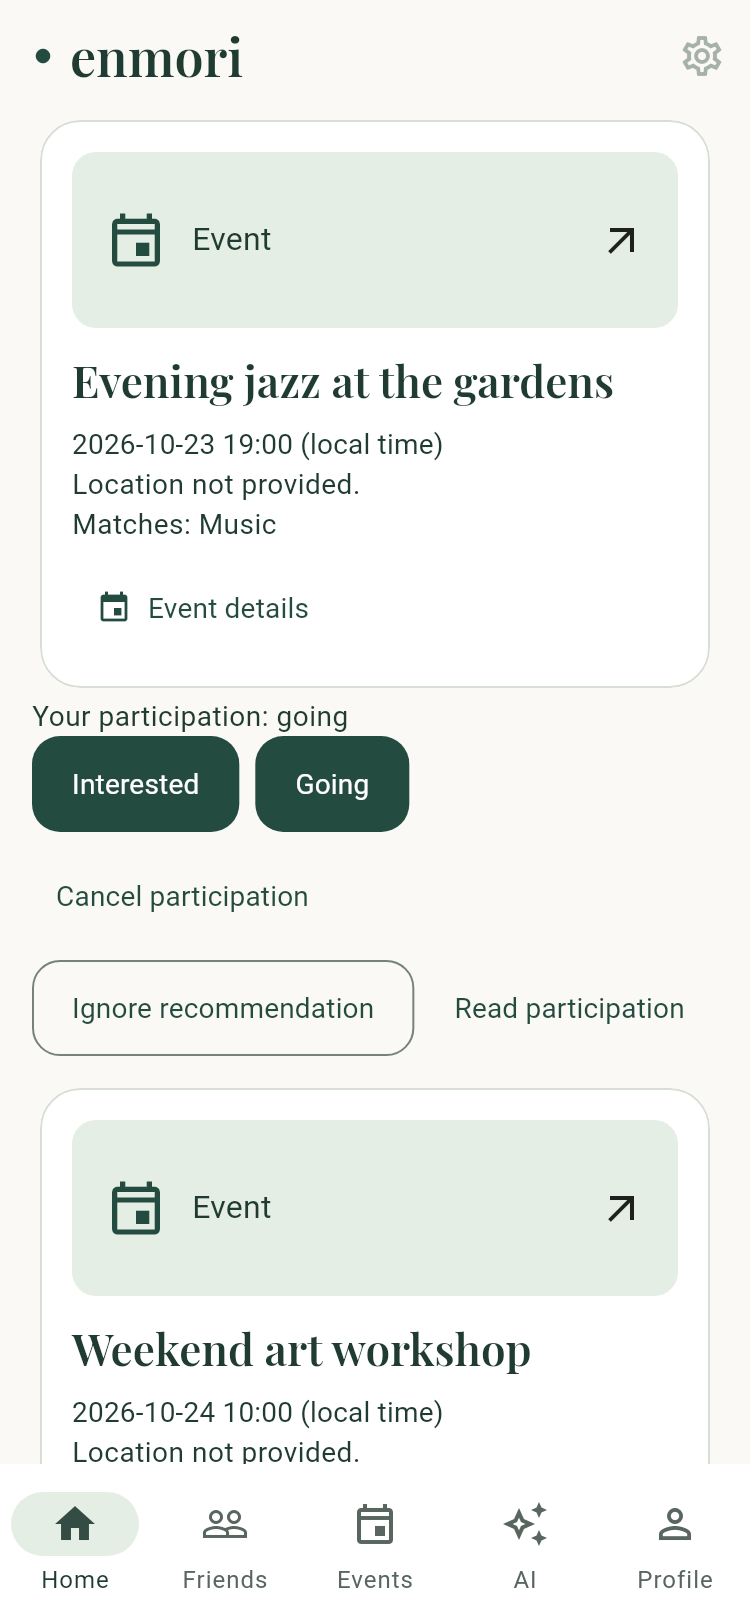 enmori
Event
Evening jazz at the gardens
2026-10-23 19:00 (local time)
Location not provided.
Matches: Music
Event details
Your participation: going
Interested Going
Cancel participation
Ignore recommendation Read participation
Event
Weekend art workshop
2026-10-24 10:00 (local time)
Location not provided.
Home Friends Events AI Profile